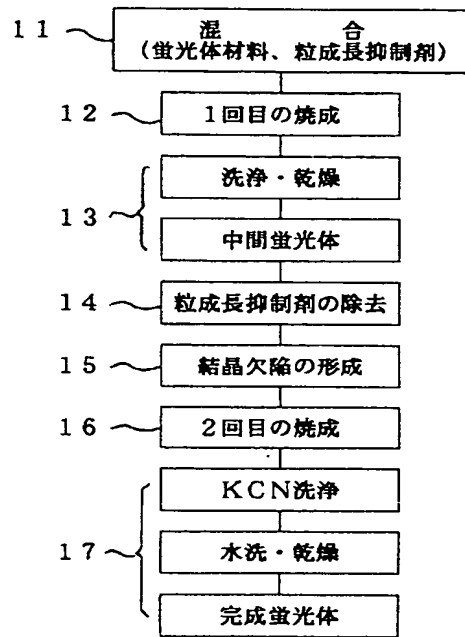 11
混　　　合
(蛍光体材料、粒成長抑制剤)
12
1回目の焼成
13
洗浄・乾燥
中間蛍光体
14
粒成長抑制剤の除去
15
結晶欠陥の形成
16
2回目の焼成
17
KCN洗浄
水洗・乾燥
完成蛍光体